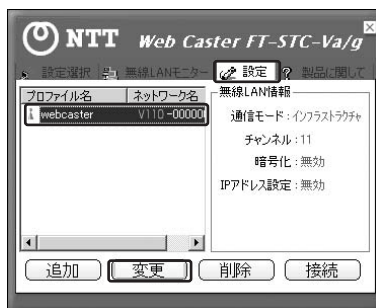 NTT Web Caster FT-STC-Va/g
設定選択 無線LANモニター 設定 製品に関して
プロファイル名 ネットワーク名
webcaster V110-00000
無線LAN情報
通信モード：インフラストラクチャ
チャンネル：11
暗号化：無効
IPアドレス設定：無効
追加 変更 削除 接続